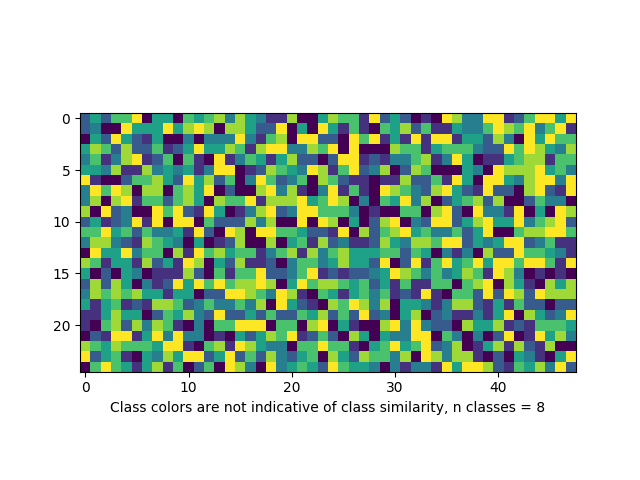 0
5
10
15
20
0 10 20 30 40
Class colors are not indicative of class similarity, n classes = 8